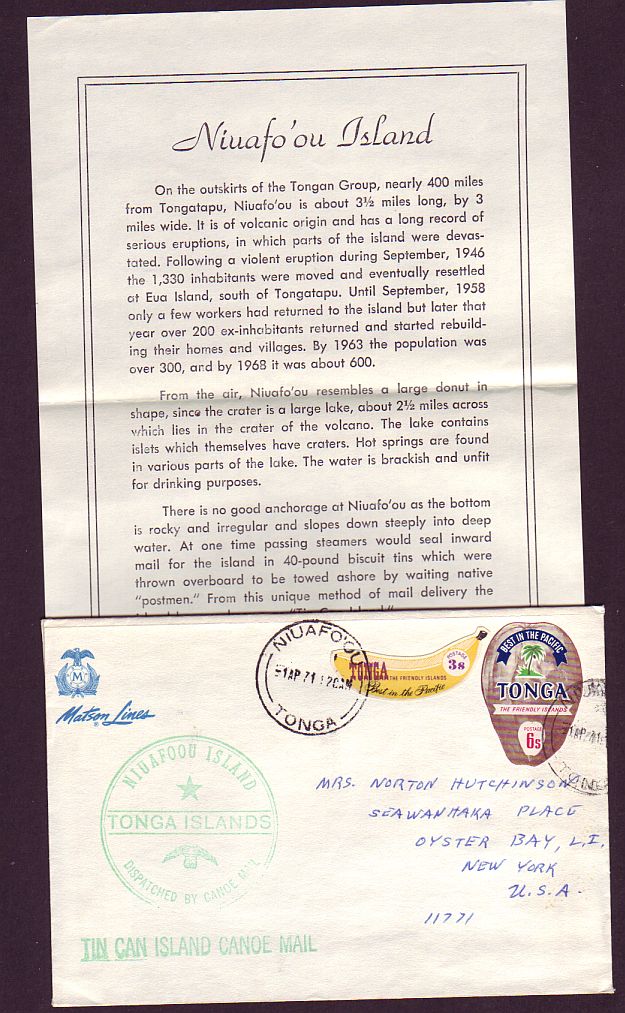 Niuafo'ou Island
On the outskirts of the Tongan Group, nearly 400 miles
from Tongatapu, Niuafo'ou is about 3½ miles long, by 3
miles wide. It is of volcanic origin and has a long record of
serious eruptions, in which parts of the island were devas-
tated. Following a violent eruption during September, 1946
the 1,330 inhabitants were moved and eventually resettled
at Eua Island, south of Tongatapu. Until September, 1958
only a few workers had returned to the island but later that
year over 200 ex-inhabitants returned and started rebuild-
ing their homes and villages. By 1963 the population was
over 300, and by 1968 it was about 600.
From the air, Niuafo'ou resembles a large donut in
shape, since the crater is a large lake, about 2½ miles across
which lies in the crater of the volcano. The lake contains
islets which themselves have craters. Hot springs are found
in various parts of the lake. The water is brackish and unfit
for drinking purposes.
There is no good anchorage at Niuafo'ou as the bottom
is rocky and irregular and slopes down steeply into deep
water. At one time passing steamers would seal inward
mail for the island in 40-pound biscuit tins which were
thrown overboard to be towed ashore by waiting native
"postmen." From this unique method of mail delivery the
M
Matson Lines
NIUAFO'OU
1 AP 71
TONGA
TONGA
THE FRIENDLY ISLANDS
Best in the Pacific
POSTAGE
3s
BEST IN THE PACIFIC
TONGA
THE FRIENDLY ISLANDS
POSTAGE
6s
NIUAFOOU ISLAND
TONGA ISLANDS
DISPATCHED BY CANOE MAIL
TIN CAN ISLAND CANOE MAIL
MRS. NORTON HUTCHINSON
SEAWANHAKA PLACE
OYSTER BAY, L.I.
NEW YORK
U.S.A.
11771